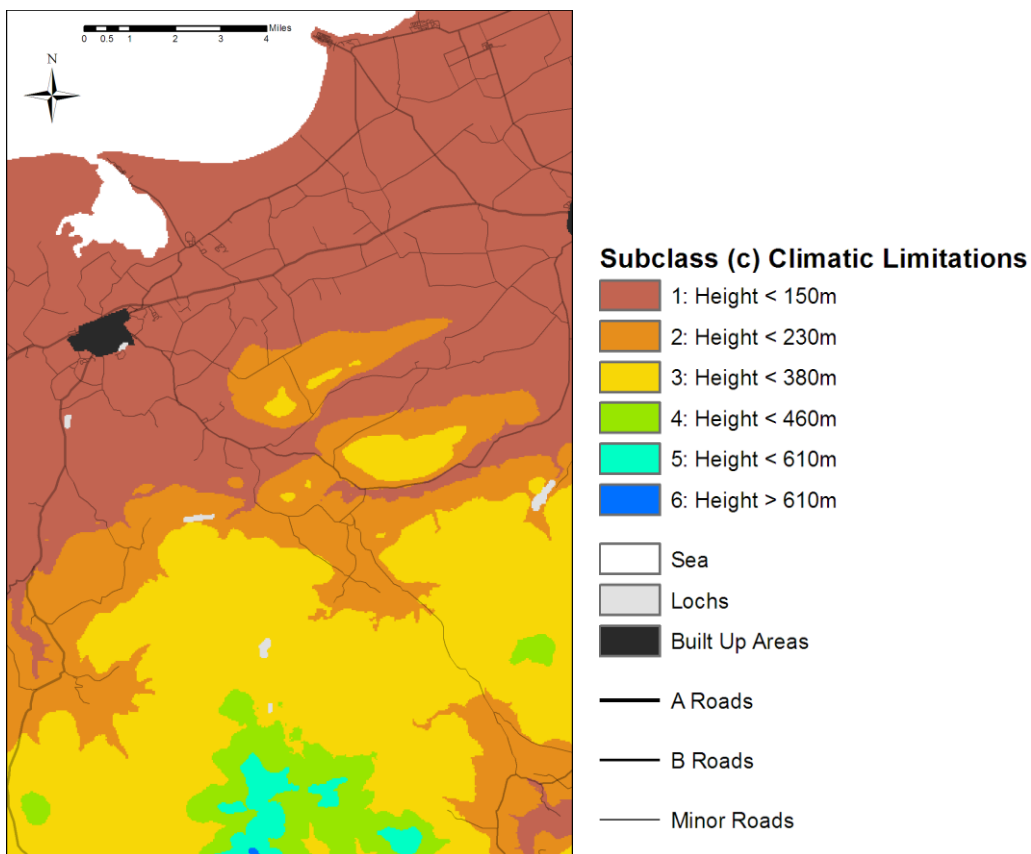 Miles
0 0.5 1 2 3 4
N
Subclass (c) Climatic Limitations
1: Height < 150m
2: Height < 230m
3: Height < 380m
4: Height < 460m
5: Height < 610m
6: Height > 610m
Sea
Lochs
Built Up Areas
A Roads
B Roads
Minor Roads